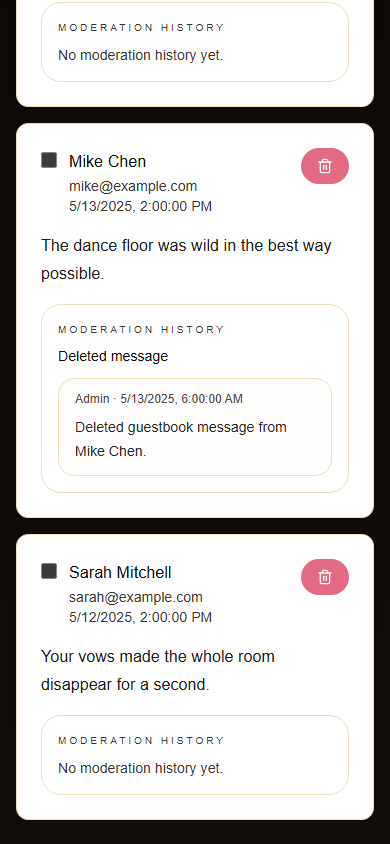 MODERATION HISTORY
No moderation history yet.
Mike Chen
mike@example.com
5/13/2025, 2:00:00 PM
The dance floor was wild in the best way
possible.
MODERATION HISTORY
Deleted message
Admin · 5/13/2025, 6:00:00 AM
Deleted guestbook message from
Mike Chen.
Sarah Mitchell
sarah@example.com
5/12/2025, 2:00:00 PM
Your vows made the whole room
disappear for a second.
MODERATION HISTORY
No moderation history yet.